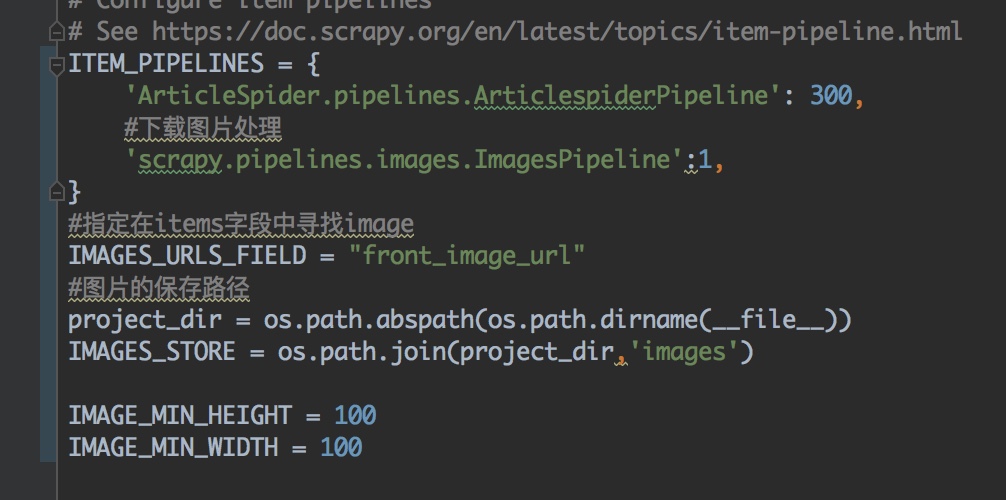 # Configure item pipelines
# See https://doc.scrapy.org/en/latest/topics/item-pipeline.html
ITEM_PIPELINES = {
    'ArticleSpider.pipelines.ArticlespiderPipeline': 300,
    #下载图片处理
    'scrapy.pipelines.images.ImagesPipeline':1,
}
#指定在items字段中寻找image
IMAGES_URLS_FIELD = "front_image_url"
#图片的保存路径
project_dir = os.path.abspath(os.path.dirname(__file__))
IMAGES_STORE = os.path.join(project_dir,'images')
IMAGE_MIN_HEIGHT = 100
IMAGE_MIN_WIDTH = 100